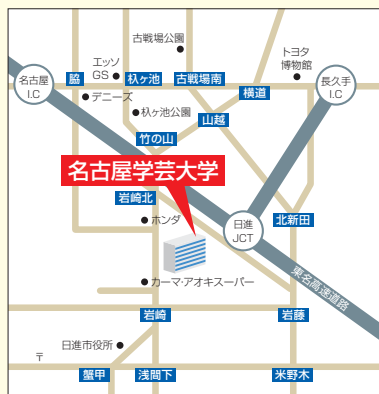 古戦場公園
エッソ
GS
トヨタ
博物館
名古屋
I.C
脇
杁ヶ池
古戦場南
横道
長久手
I.C
デニーズ
杁ヶ池公園
山越
竹の山
名古屋学芸大学
岩崎北
ホンダ
日進
JCT
北新田
東名高速道路
カーマ・アオキスーパー
岩崎
岩藤
日進市役所
〒
蟹甲
浅間下
米野木